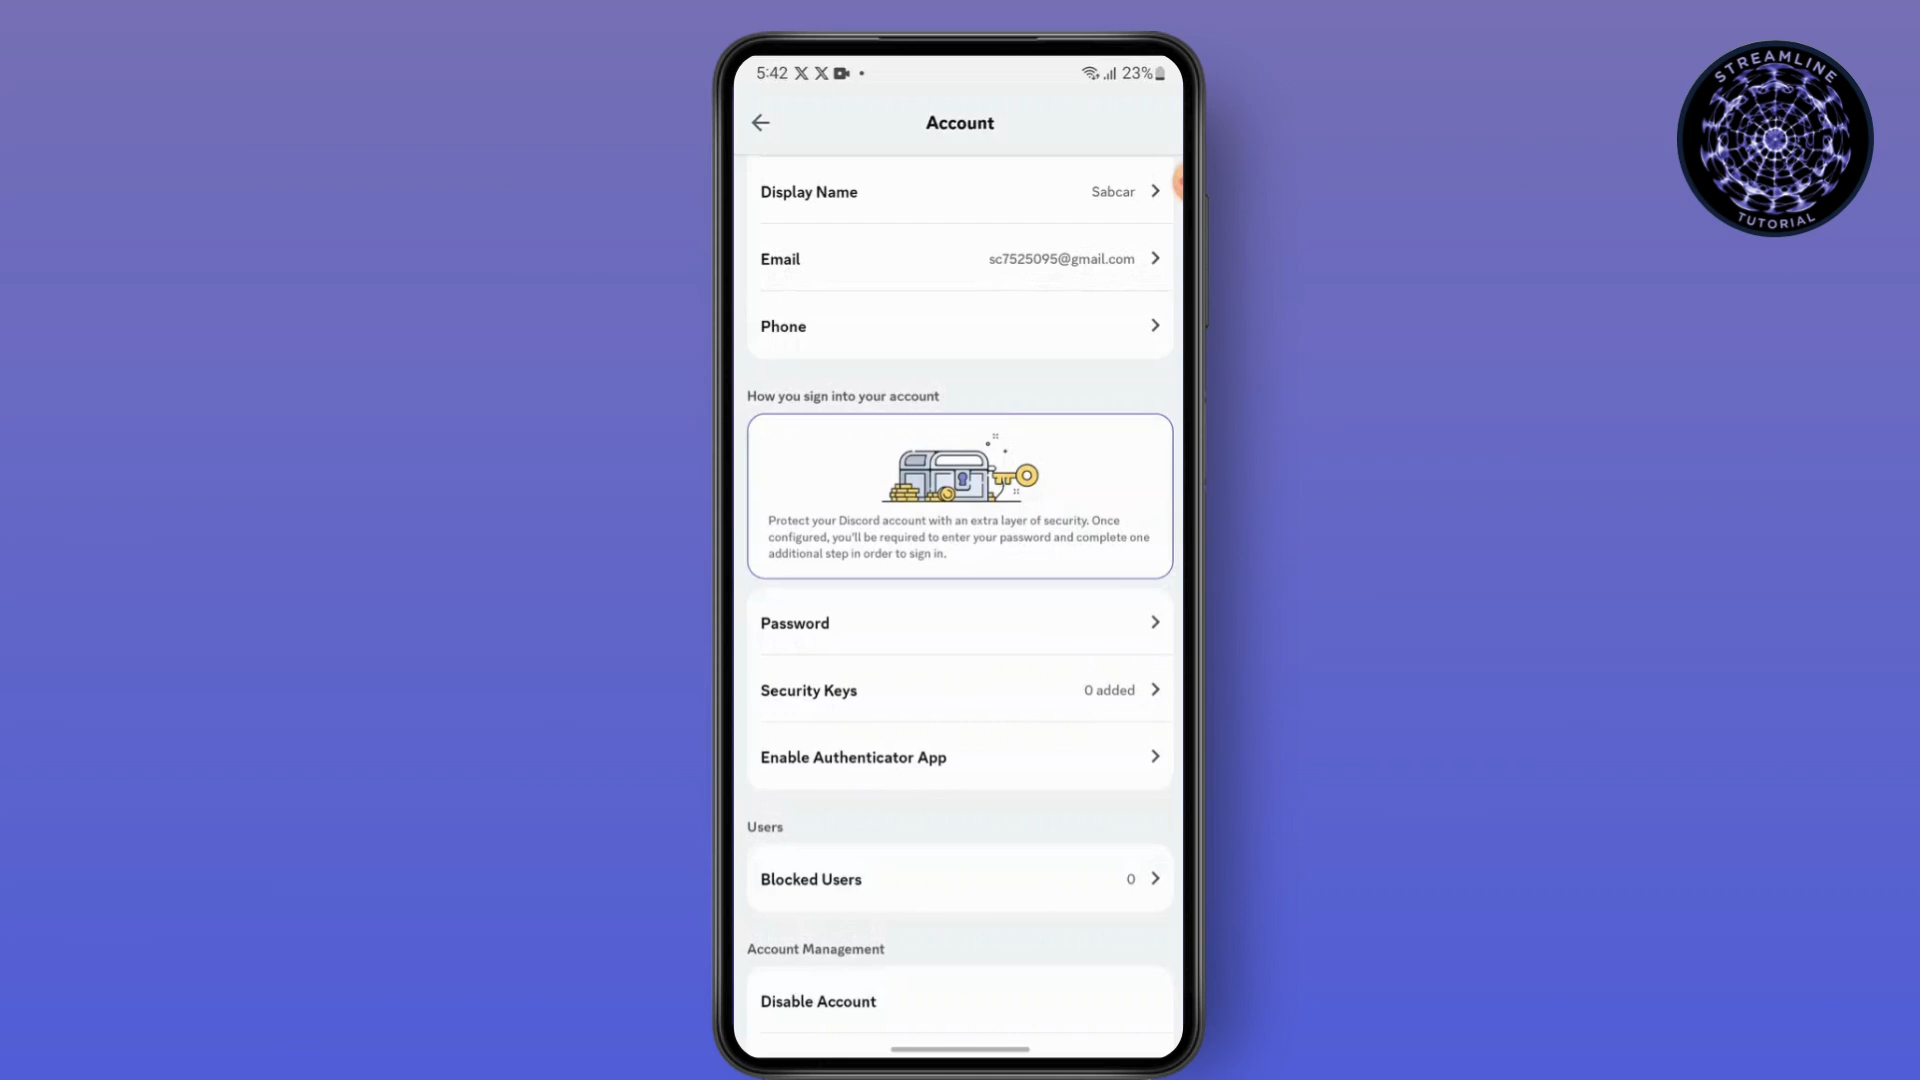 STREAMLINE
TUTORIAL
5:42
23%
Account
Display Name
Sabcar
Email
sc7525095@gmail.com
Phone
How you sign into your account
Protect your Discord account with an extra layer of security. Once
configured, you'll be required to enter your password and complete one
additional step in order to sign in.
Password
Security Keys
0 added
Enable Authenticator App
Users
Blocked Users
0
Account Management
Disable Account